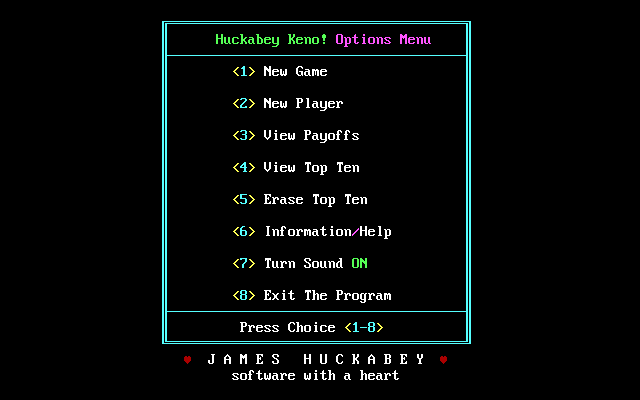 Huckabey Keno! Options Menu
<1> New Game
<2> New Player
<3> View Payoffs
<4> View Top Ten
<5> Erase Top Ten
<6> Information/Help
<7> Turn Sound ON
<8> Exit The Program
Press Choice <1-8>
♥ J A M E S   H U C K A B E Y ♥
software with a heart